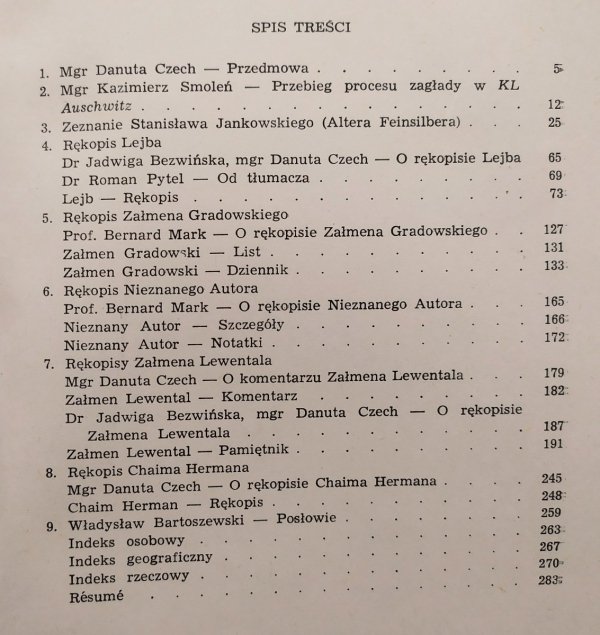 SPIS TREŚCI
1. Mgr Danuta Czech — Przedmowa . . . . . . . . 5
2. Mgr Kazimierz Smoleń — Przebieg procesu zagłady w KL
Auschwitz . . . . . . . . . . . . . 12
3. Zeznanie Stanisława Jankowskiego (Altera Feinsilbera) . . . 25
4. Rękopis Lejba
Dr Jadwiga Bezwińska, mgr Danuta Czech — O rękopisie Lejba 65
Dr Roman Pytel — Od tłumacza . . . . . . . . 69
Lejb — Rękopis . . . . . . . . . . . . 73
5. Rękopis Załmena Gradowskiego
Prof. Bernard Mark — O rękopisie Załmena Gradowskiego . . 127
Załmen Gradowski — List . . . . . . . . . 131
Załmen Gradowski — Dziennik . . . . . . . . 133
6. Rękopis Nieznanego Autora
Prof. Bernard Mark — O rękopisie Nieznanego Autora . . . 165
Nieznany Autor — Szczegóły . . . . . . . . 166
Nieznany Autor — Notatki . . . . . . . . . 172
7. Rękopisy Załmena Lewentala
Mgr Danuta Czech — O komentarzu Załmena Lewentala . . . 179
Załmen Lewental — Komentarz . . . . . . . . 182
Dr Jadwiga Bezwińska, mgr Danuta Czech — O rękopisie
Załmena Lewentala . . . . . . . . . . 187
Załmen Lewental — Pamiętnik . . . . . . . . 191
8. Rękopis Chaima Hermana
Mgr Danuta Czech — O rękopisie Chaima Hermana . . . . 245
Chaim Herman — Rękopis . . . . . . . . . 248
9. Władysław Bartoszewski — Posłowie . . . . . . 259
Indeks osobowy . . . . . . . . . . . . 263
Indeks geograficzny . . . . . . . . . . . 267
Indeks rzeczowy . . . . . . . . . . . . 270
Résumé . . . . . . . . . . . . . . 283